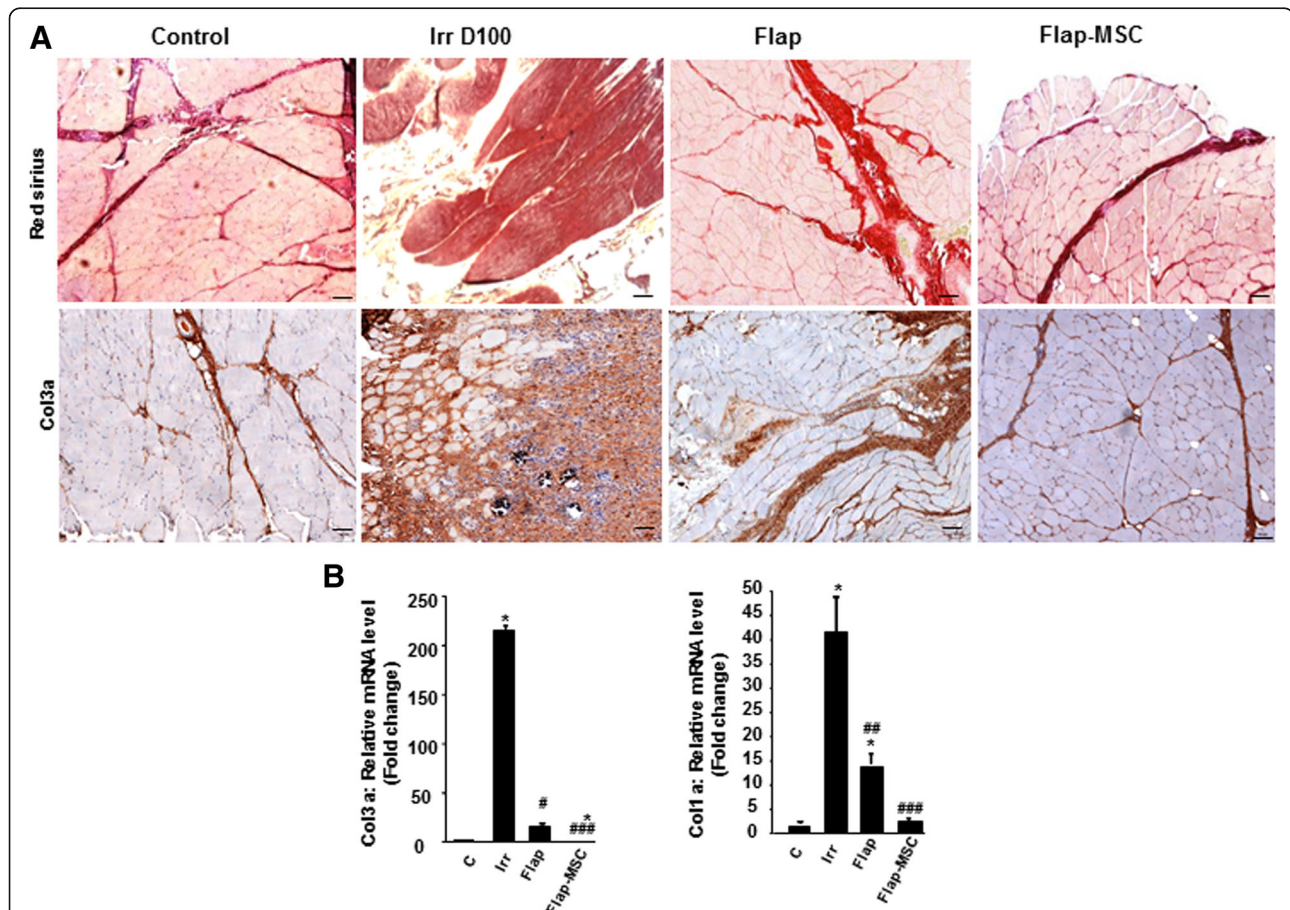 A
Control
Irr D100
Flap
Flap-MSC
Red sirius
Col3a
B
Col3 a: Relative mRNA level
(Fold change)
250
200
150
100
50
0
*
#
*
###
C
Irr
Flap
Flap-MSC
Col1 a: Relative mRNA level
(Fold change)
50
45
40
35
30
25
20
15
10
5
0
*
##
*
###
C
Irr
Flap
Flap-MSC